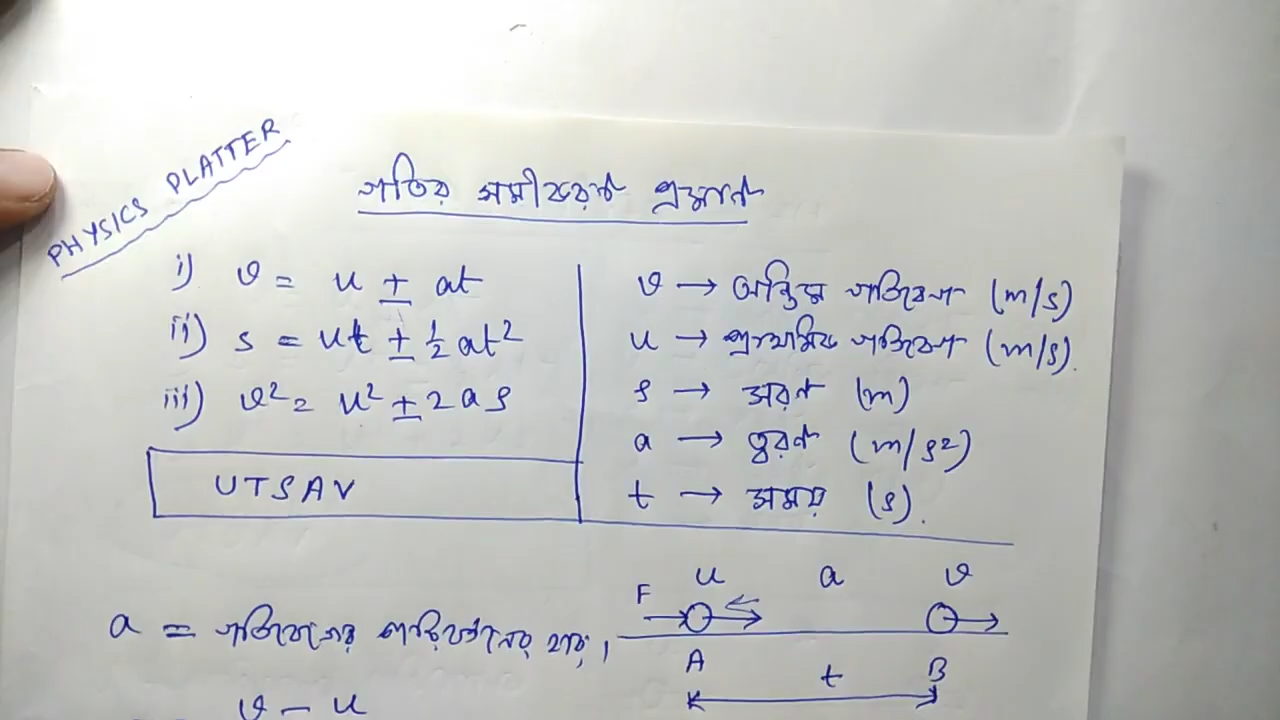 PHYSICS PLATTER
গতির সমীকরণ প্রমাণ
i) v = u ± at
ii) s = ut ± ½ at²
iii) v² = u² ± 2as
UTSAV
v → অন্তিম গতিবেগ (m/s)
u → প্রাথমিক গতিবেগ (m/s).
s → সরণ (m)
a → ত্বরণ (m/s²)
t → সময় (s).
F u a v
A t B
a = গতিবেগের পরিবর্তনের হার,
v - u